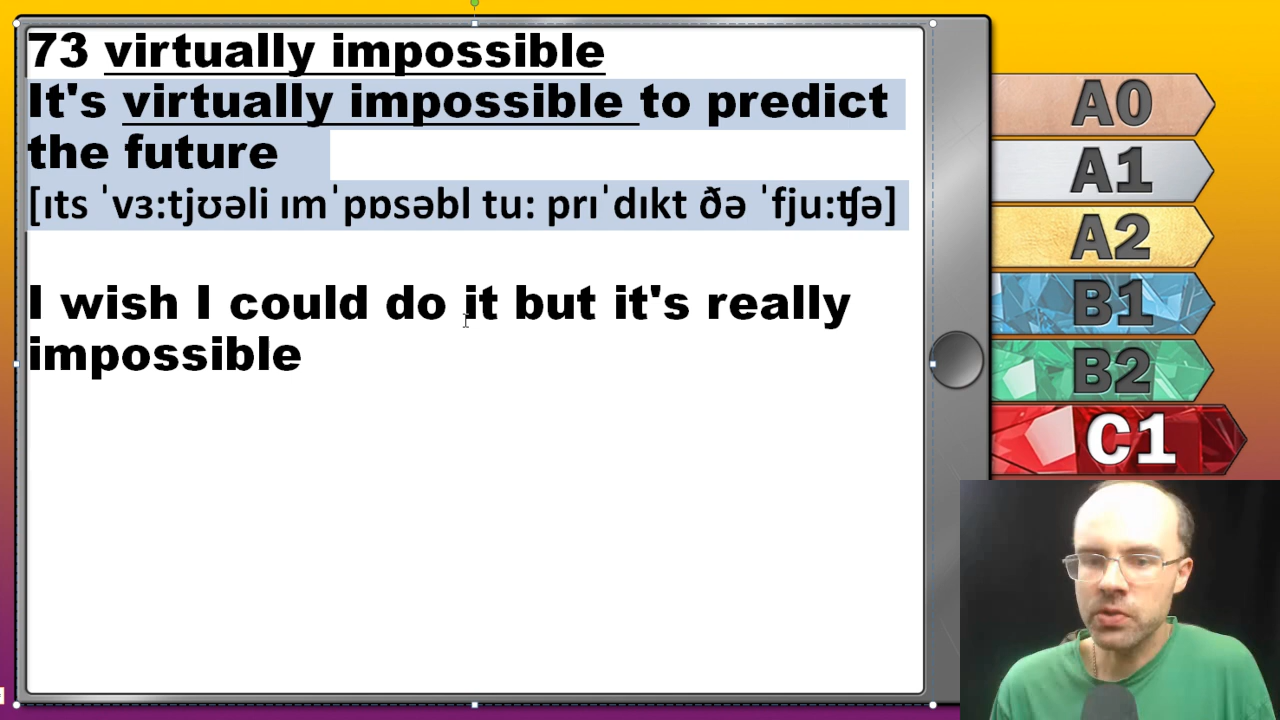 73 virtually impossible
It's virtually impossible to predict
the future
[ɪts ˈvɜːtjʊəli ɪmˈpɒsəbl tuː prɪˈdɪkt ðə ˈfjuːʧə]
I wish I could do it but it's really
impossible
A0
A1
A2
B1
B2
C1